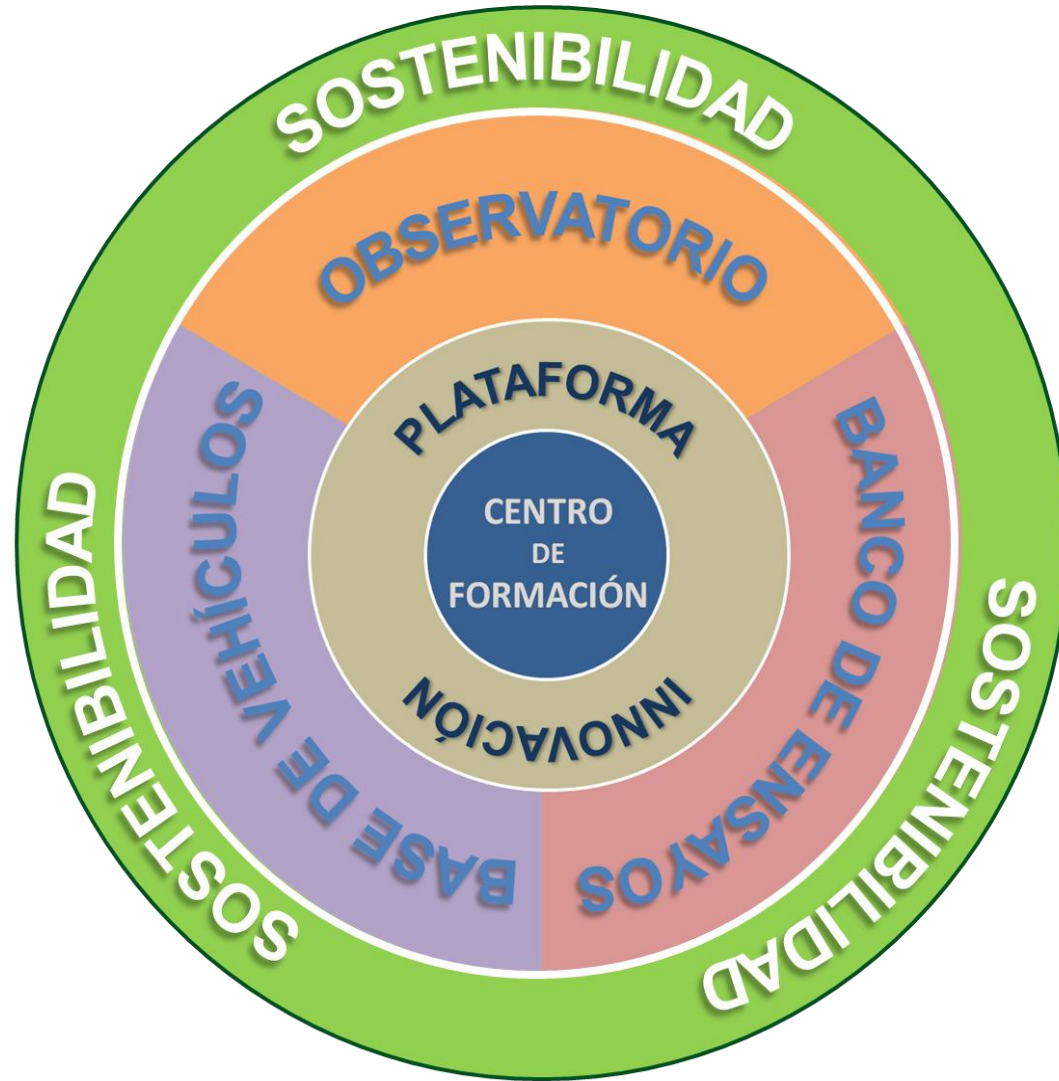 SOSTENIBILIDAD
OBSERVATORIO
PLATAFORMA
CENTRO
DE
FORMACIÓN
INNOVACIÓN
BASE DE VEHÍCULOS
BANCO DE ENSAYOS
SOSTENIBILIDAD
SOSTENIBILIDAD